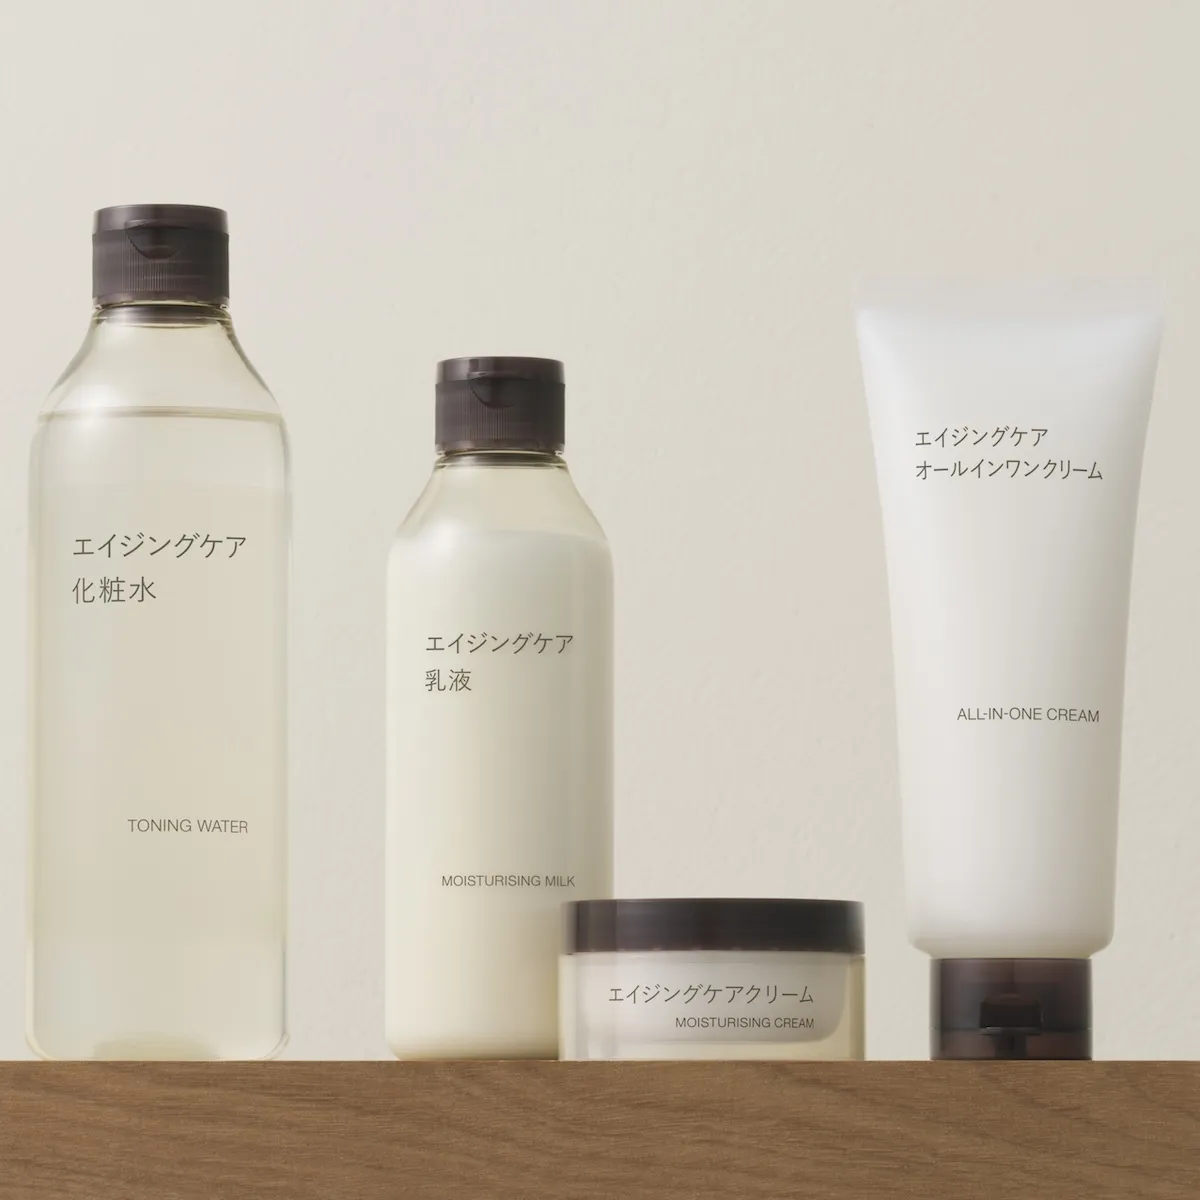 エイジングケア
化粧水
TONING WATER
エイジングケア
乳液
MOISTURISING MILK
エイジングケアクリーム
MOISTURISING CREAM
エイジングケア
オールインワンクリーム
ALL-IN-ONE CREAM